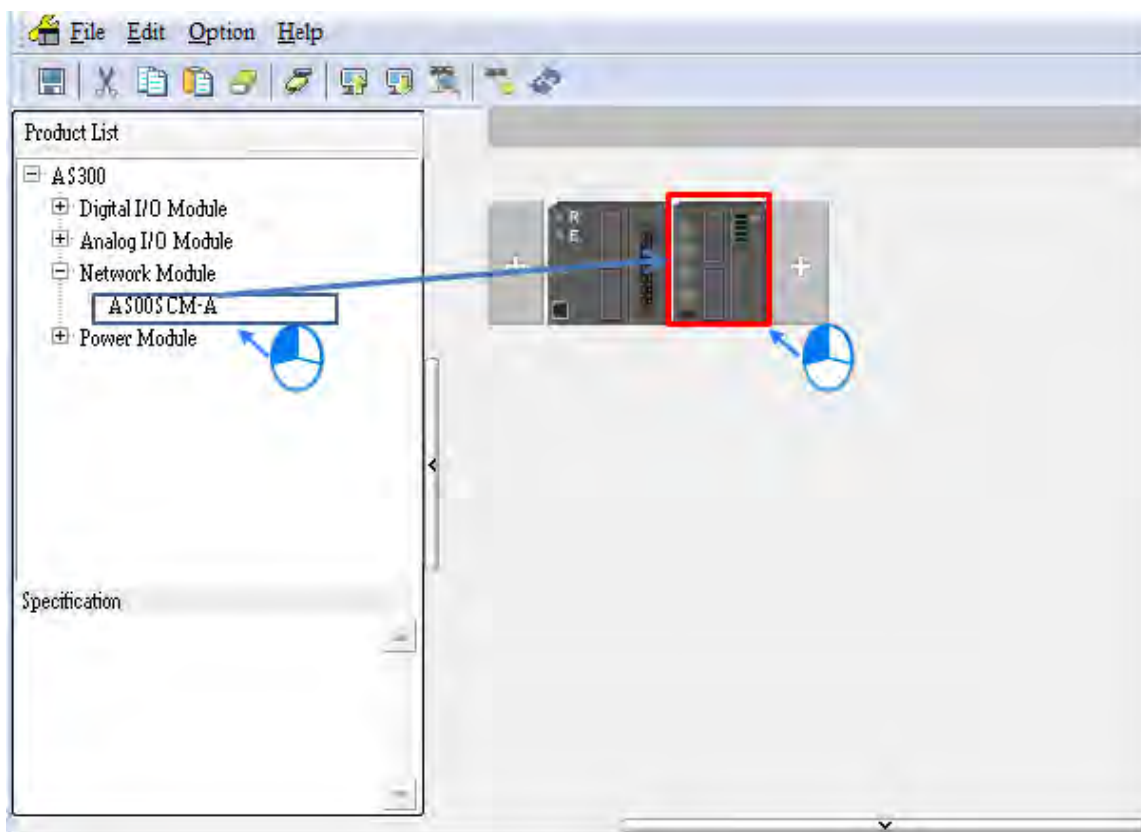 File Edit Option Help
Product List
AS300
Digital I/O Module
Analog I/O Module
Network Module
AS00SCM-A
Power Module
R
E
Specification